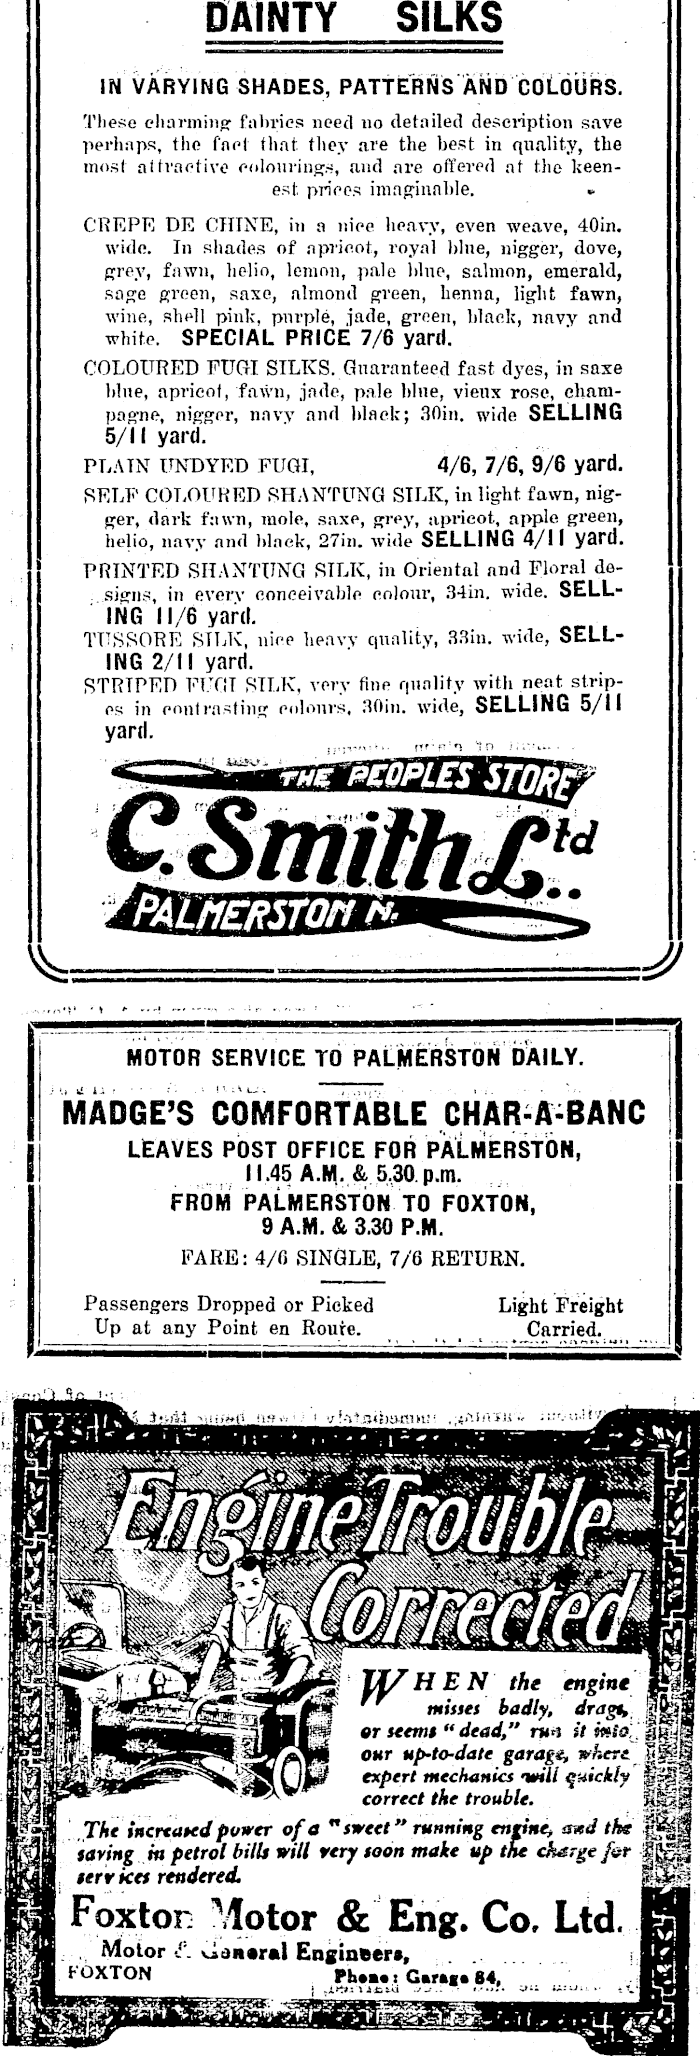 DAINTY SILKS
IN VARYING SHADES, PATTERNS AND COLOURS.
These charming fabrics need no detailed description save
perhaps, the fact that they are the best in quality, the
most attractive colourings, and are offered at the keen-
est prices imaginable.
CREPE DE CHINE, in a nice heavy, even weave, 40in.
wide. In shades of apricot, royal blue, nigger, dove,
grey, fawn, helio, lemon, pale blue, salmon, emerald,
sage green, saxe, almond green, henna, light fawn,
wine, shell pink, purple, jade, green, black, navy and
white. SPECIAL PRICE 7/6 yard.
COLOURED FUGI SILKS. Guaranteed fast dyes, in saxe
blue, apricot, fawn, jade, pale blue, vieux rose, cham-
pagne, nigger, navy and black; 30in. wide SELLING
5/11 yard.
PLAIN UNDYED FUGI, 4/6, 7/6, 9/6 yard.
SELF COLOURED SHANTUNG SILK, in light fawn, nig-
ger, dark fawn, mole, saxe, grey, apricot, apple green,
helio, navy and black, 27in. wide SELLING 4/11 yard.
PRINTED SHANTUNG SILK, in Oriental and Floral de-
signs, in every conceivable colour, 34in. wide. SELL-
ING 11/6 yard.
TUSSORE SILK, nice heavy quality, 33in. wide, SELL-
ING 2/11 yard.
STRIPED FUGI SILK, very fine quality with neat strip-
es in contrasting colours, 30in. wide, SELLING 5/11
yard.
THE PEOPLES STORE
C. Smith Ltd..
PALMERSTON N.
MOTOR SERVICE TO PALMERSTON DAILY.
MADGE'S COMFORTABLE CHAR-A-BANC
LEAVES POST OFFICE FOR PALMERSTON,
11.45 A.M. & 5.30 p.m.
FROM PALMERSTON TO FOXTON,
9 A.M. & 3.30 P.M.
FARE: 4/6 SINGLE, 7/6 RETURN.
Passengers Dropped or Picked Light Freight
Up at any Point en Route. Carried.
Engine Trouble
Corrected
WHEN the engine
misses badly, drags,
or seems "dead," run it into
our up-to-date garage, where
expert mechanics will quickly
correct the trouble.
The increased power of a "sweet" running engine, and the
saving in petrol bills will very soon make up the charge for
services rendered.
Foxton Motor & Eng. Co. Ltd.
Motor & General Engineers,
FOXTON Phone: Garage 84,